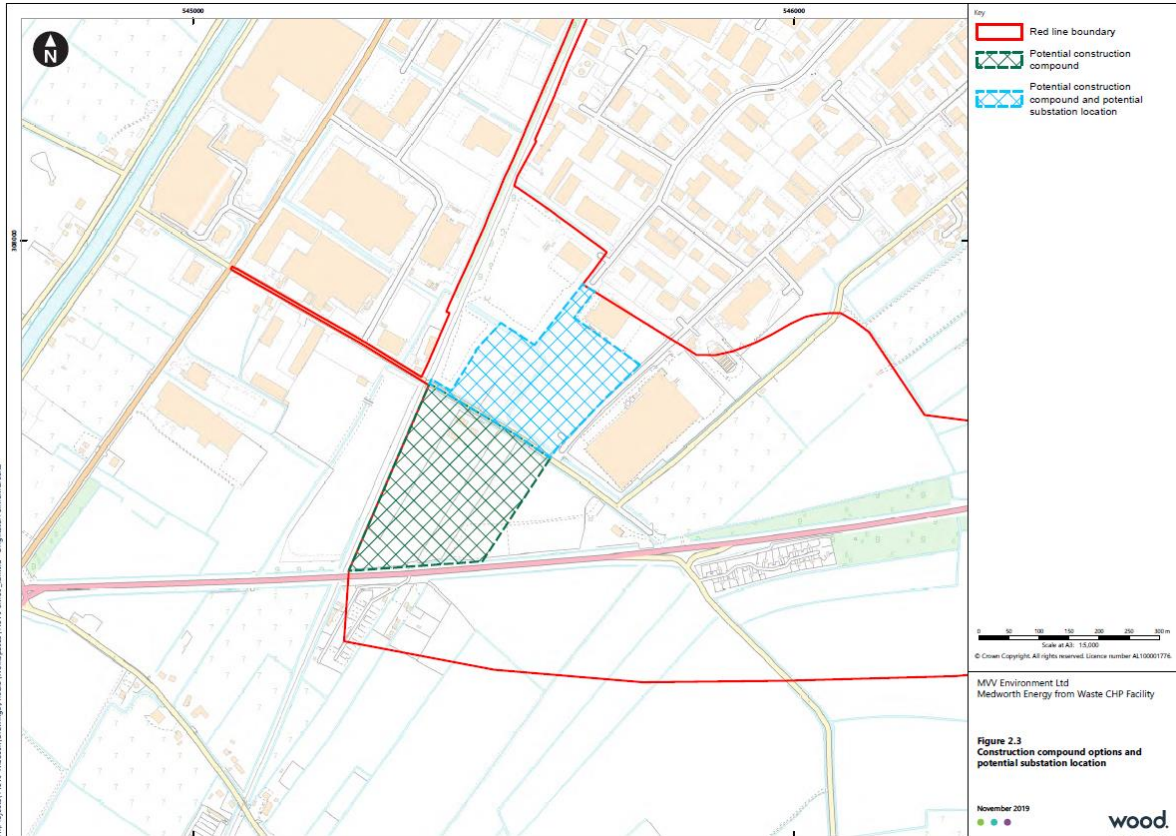 545000
546000
308000
N
Key
Red line boundary
Potential construction
compound
Potential construction
compound and potential
substation location
0 50 100 150 200 250 300 m
Scale at A3: 1:5,000
© Crown Copyright. All rights reserved. Licence number AL100001776.
MVV Environment Ltd
Medworth Energy from Waste CHP Facility
Figure 2.3
Construction compound options and
potential substation location
November 2019
wood.